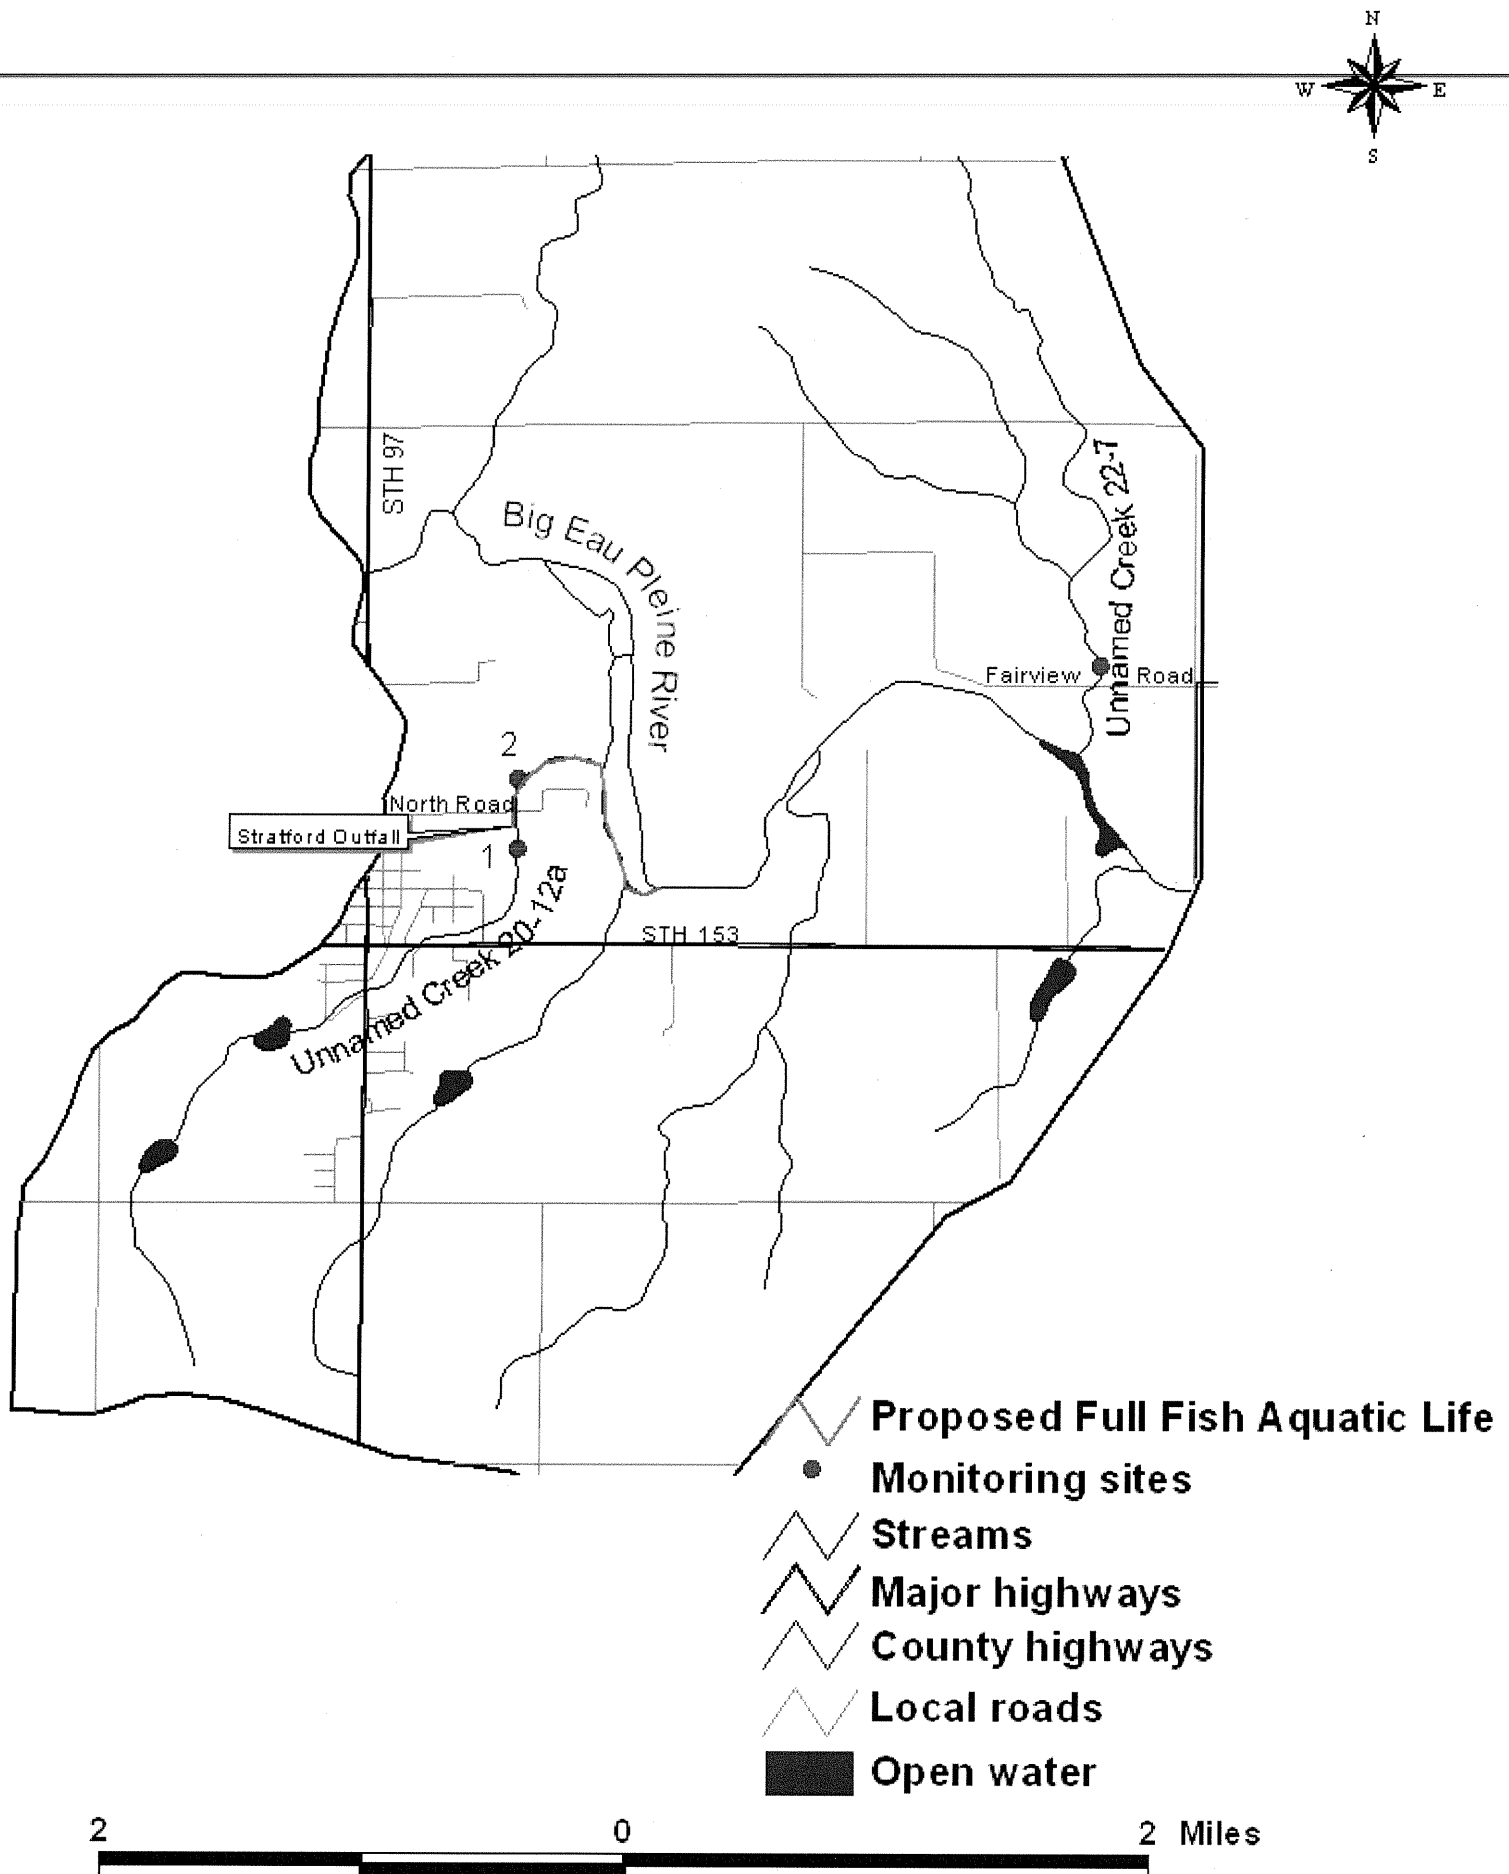 N
W E
S
STH 97
Big Eau Pleine River
Unnamed Creek 22-7
Fairview Road
2
North Road
Stratford Outfall
1
Unnamed Creek 20-12a
STH 153
Proposed Full Fish Aquatic Life
Monitoring sites
Streams
Major highways
County highways
Local roads
Open water
2 0 2 Miles